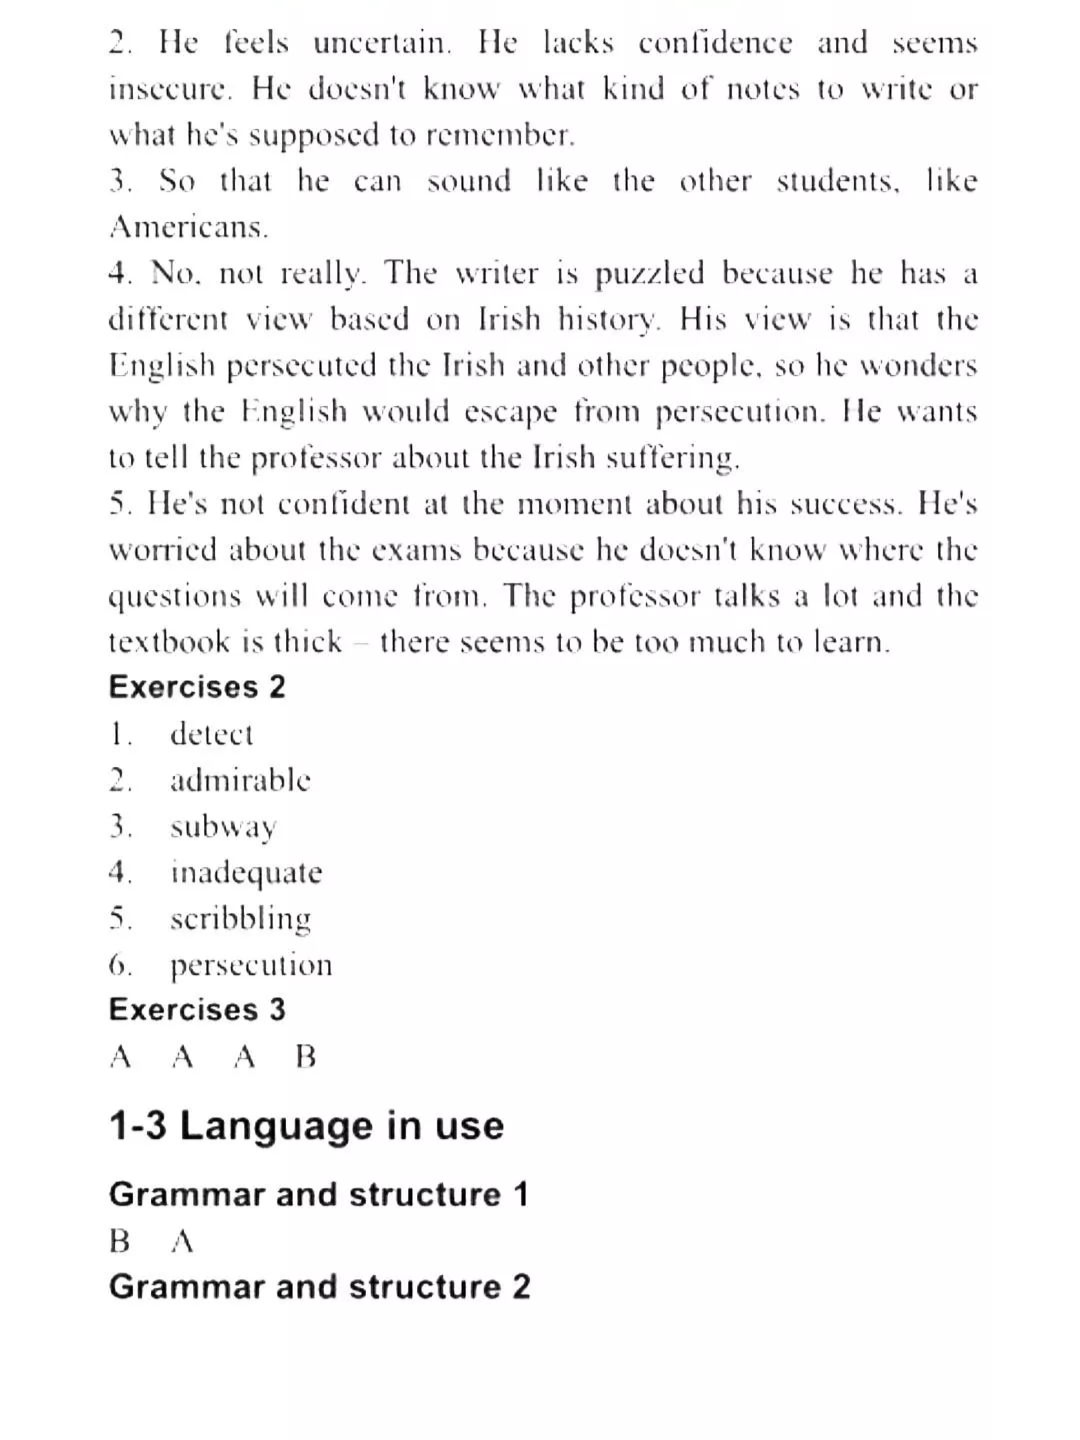 2. He feels uncertain. He lacks confidence and seems
insecure. He doesn't know what kind of notes to write or
what he's supposed to remember.
3. So that he can sound like the other students, like
Americans.
4. No, not really. The writer is puzzled because he has a
different view based on Irish history. His view is that the
English persecuted the Irish and other people, so he wonders
why the English would escape from persecution. He wants
to tell the professor about the Irish suffering.
5. He's not confident at the moment about his success. He's
worried about the exams because he doesn't know where the
questions will come from. The professor talks a lot and the
textbook is thick – there seems to be too much to learn.
Exercises 2
1. detect
2. admirable
3. subway
4. inadequate
5. scribbling
6. persecution
Exercises 3
A A A B
1-3 Language in use
Grammar and structure 1
B A
Grammar and structure 2